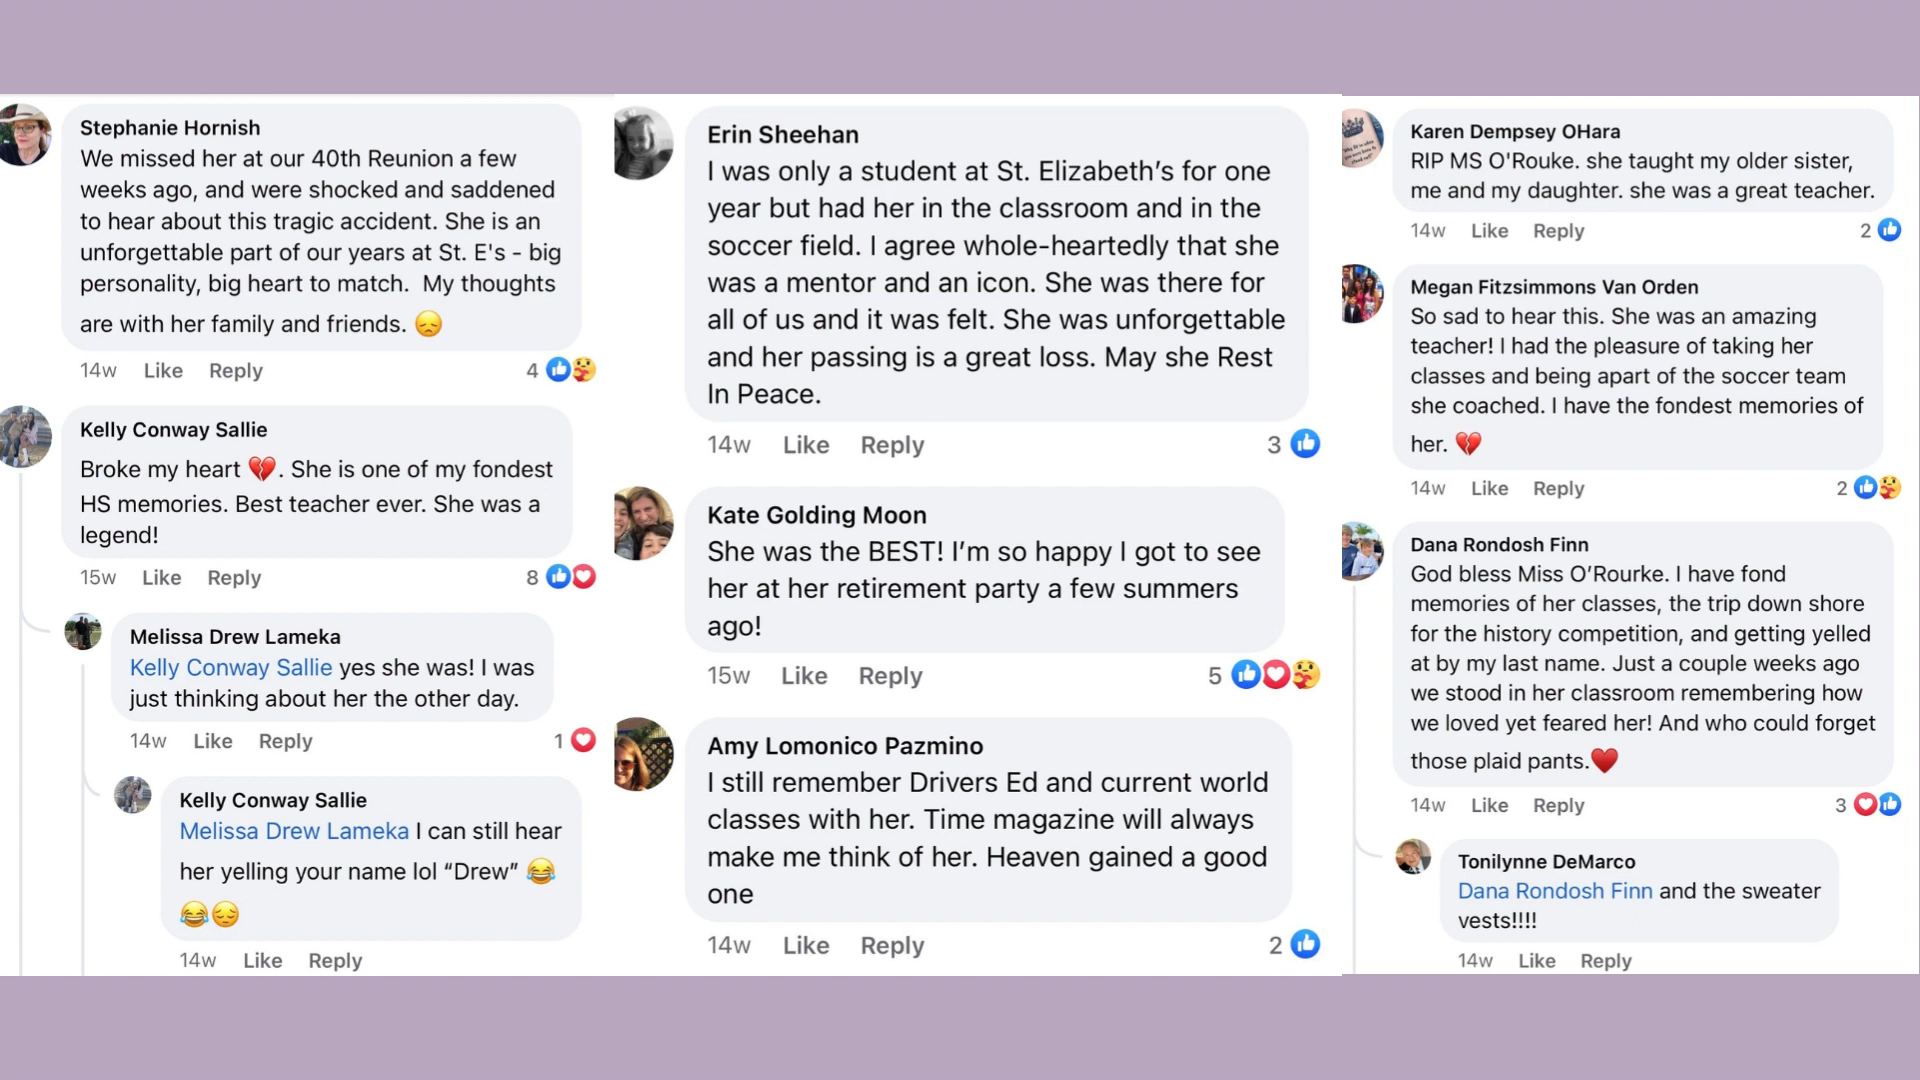 Stephanie Hornish
We missed her at our 40th Reunion a few
weeks ago, and were shocked and saddened
to hear about this tragic accident. She is an
unforgettable part of our years at St. E's - big
personality, big heart to match.  My thoughts
are with her family and friends. 😞
14w Like Reply 4
Kelly Conway Sallie
Broke my heart 💔. She is one of my fondest
HS memories. Best teacher ever. She was a
legend!
15w Like Reply 8
Melissa Drew Lameka
Kelly Conway Sallie yes she was! I was
just thinking about her the other day.
14w Like Reply 1
Kelly Conway Sallie
Melissa Drew Lameka I can still hear
her yelling your name lol “Drew” 😂
😂😔
14w Like Reply
Erin Sheehan
I was only a student at St. Elizabeth’s for one
year but had her in the classroom and in the
soccer field. I agree whole-heartedly that she
was a mentor and an icon. She was there for
all of us and it was felt. She was unforgettable
and her passing is a great loss. May she Rest
In Peace.
14w Like Reply 3
Kate Golding Moon
She was the BEST! I’m so happy I got to see
her at her retirement party a few summers
ago!
15w Like Reply 5
Amy Lomonico Pazmino
I still remember Drivers Ed and current world
classes with her. Time magazine will always
make me think of her. Heaven gained a good
one
14w Like Reply 2
Karen Dempsey OHara
RIP MS O'Rouke. she taught my older sister,
me and my daughter. she was a great teacher.
14w Like Reply 2
Megan Fitzsimmons Van Orden
So sad to hear this. She was an amazing
teacher! I had the pleasure of taking her
classes and being apart of the soccer team
she coached. I have the fondest memories of
her. 💔
14w Like Reply 2
Dana Rondosh Finn
God bless Miss O’Rourke. I have fond
memories of her classes, the trip down shore
for the history competition, and getting yelled
at by my last name. Just a couple weeks ago
we stood in her classroom remembering how
we loved yet feared her! And who could forget
those plaid pants.♥️
14w Like Reply 3
Tonilynne DeMarco
Dana Rondosh Finn and the sweater
vests!!!!
14w Like Reply